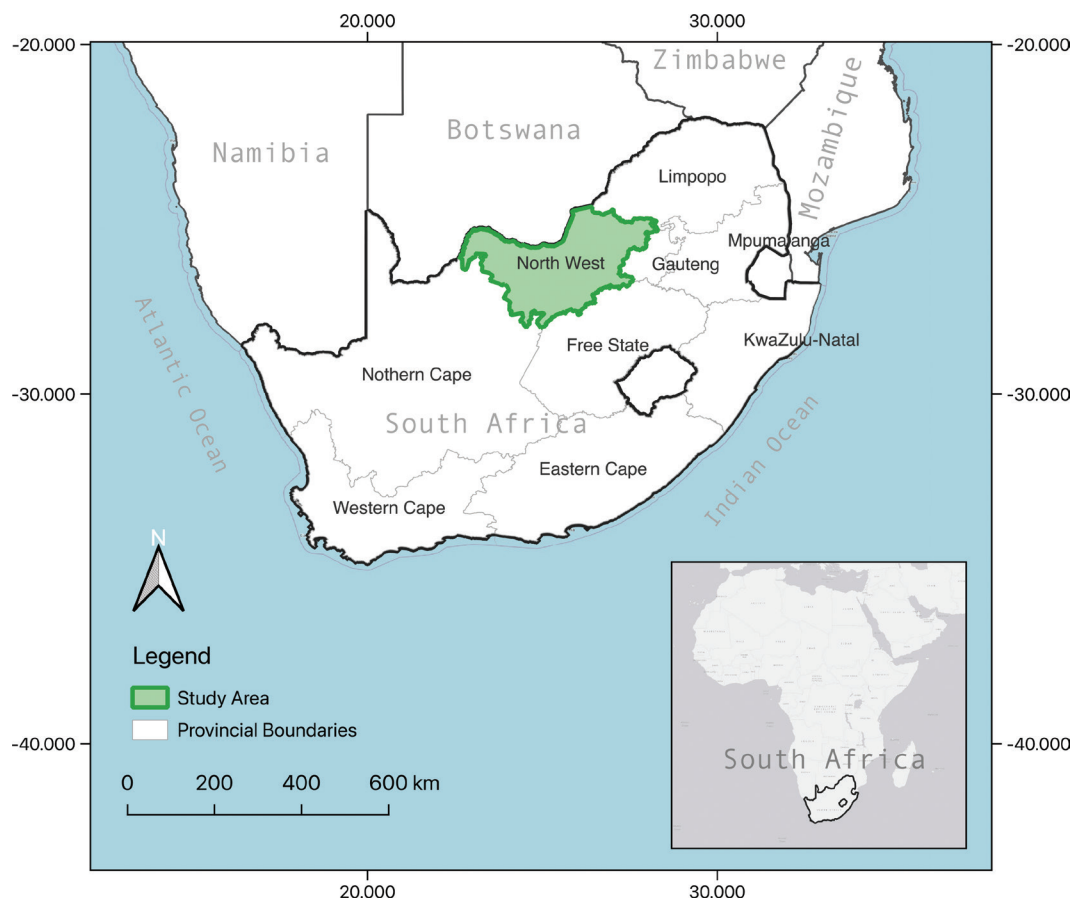 20.000
30.000
-20.000
-20.000
Zimbabwe
Mozambique
Botswana
Namibia
Limpopo
Mpumalanga
North West
Gauteng
Atlantic Ocean
KwaZulu-Natal
Free State
Nothern Cape
-30.000
-30.000
South Africa
Indian Ocean
Eastern Cape
Western Cape
N
Legend
Study Area
Provincial Boundaries
-40.000
-40.000
South Africa
0
200
400
600 km
20.000
30.000